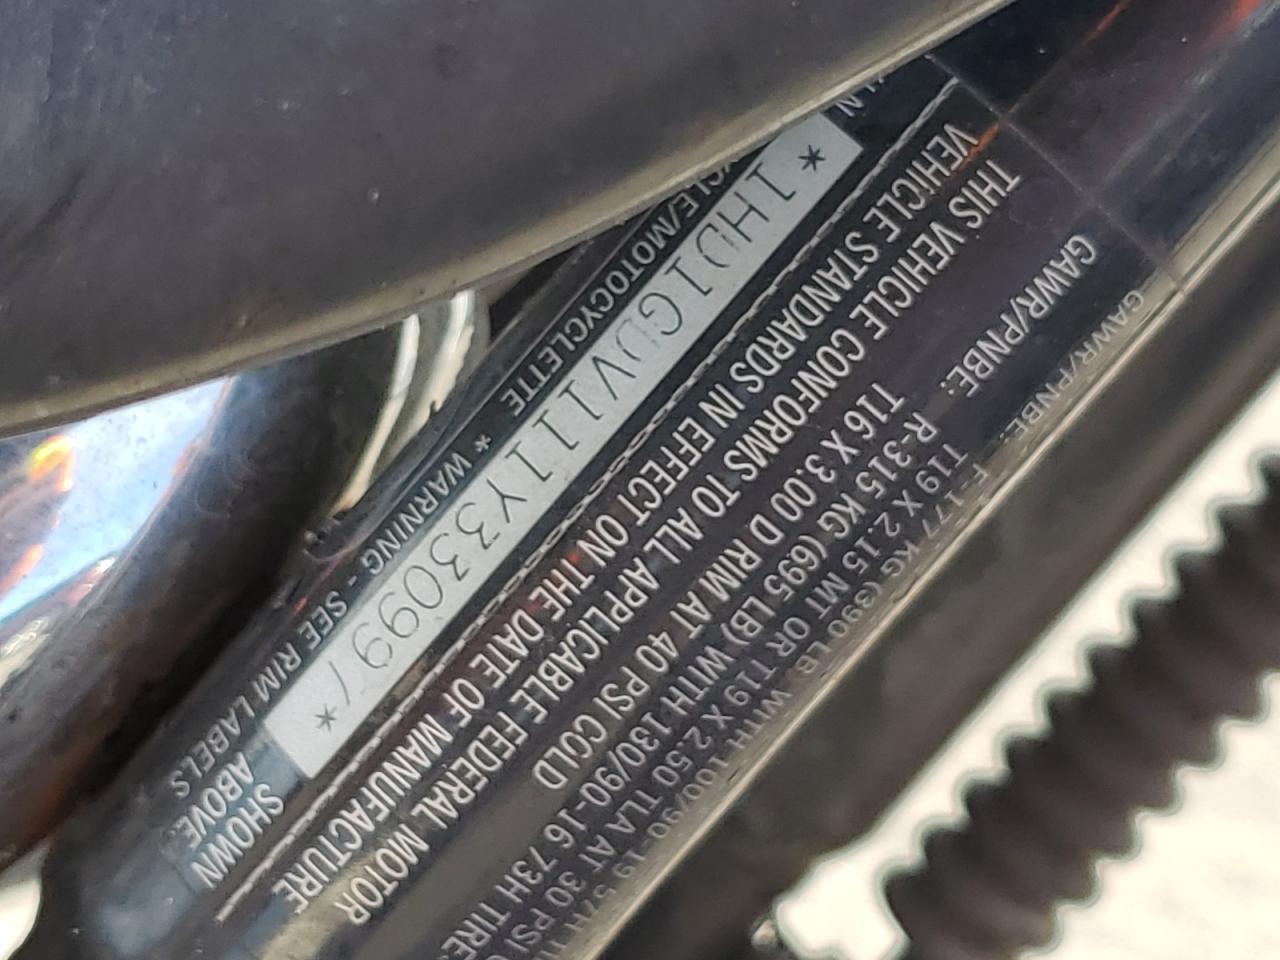 GAWR/PNBE: F-177 KG (390 LB) WITH 100/90-19 57H
T19 X 2.15 MT OR T19 X 2.50 TLA AT 30 PSI
GAWR/PNBE: R-315 KG (695 LB) WITH 130/90-16 73H TIRE
T16 X 3.00 D RIM AT 40 PSI COLD
THIS VEHICLE CONFORMS TO ALL APPLICABLE FEDERAL MOTOR
VEHICLE STANDARDS IN EFFECT ON THE DATE OF MANUFACTURE
SHOWN
ABOVE.
*1HD1GDV111Y330997*
MOTOCYCLETTE * WARNING - SEE RIM LABELS